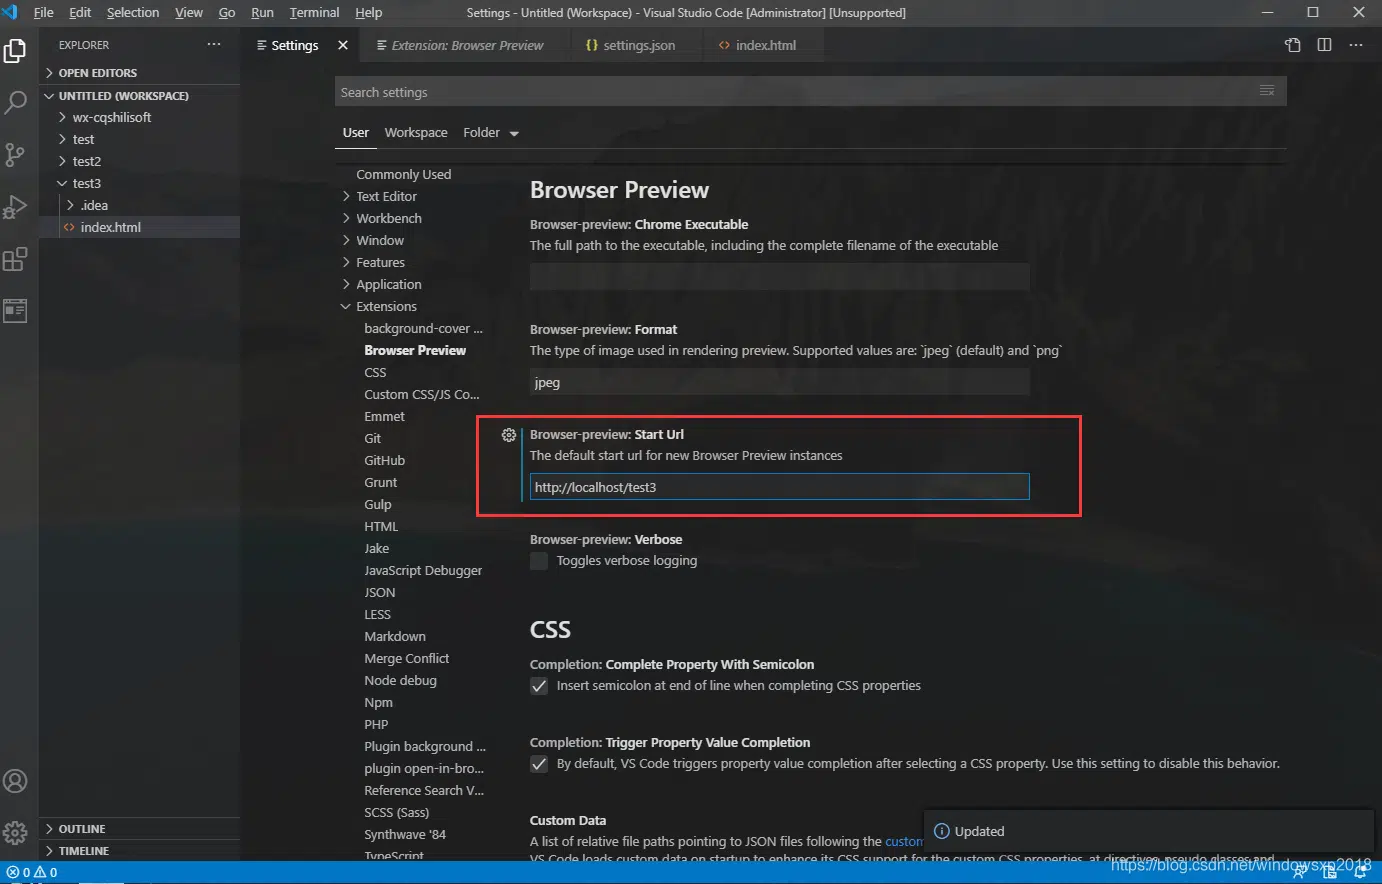 File Edit Selection View Go Run Terminal Help
Settings - Untitled (Workspace) - Visual Studio Code [Administrator] [Unsupported]
EXPLORER
Settings
Extension: Browser Preview
{} settings.json
<> index.html
OPEN EDITORS
UNTITLED (WORKSPACE)
wx-cqshilisoft
test
test2
test3
.idea
<> index.html
OUTLINE
TIMELINE
Search settings
User Workspace Folder
Commonly Used
Text Editor
Workbench
Window
Features
Application
Extensions
background-cover ...
Browser Preview
CSS
Custom CSS/JS Co...
Emmet
Git
GitHub
Grunt
Gulp
HTML
Jake
JavaScript Debugger
JSON
LESS
Markdown
Merge Conflict
Node debug
Npm
PHP
Plugin background ...
plugin open-in-bro...
Reference Search V...
SCSS (Sass)
Synthwave '84
TypeScript
Browser Preview
Browser-preview: Chrome Executable
The full path to the executable, including the complete filename of the executable
Browser-preview: Format
The type of image used in rendering preview. Supported values are: `jpeg` (default) and `png`
jpeg
Browser-preview: Start Url
The default start url for new Browser Preview instances
http://localhost/test3
Browser-preview: Verbose
Toggles verbose logging
CSS
Completion: Complete Property With Semicolon
Insert semicolon at end of line when completing CSS properties
Completion: Trigger Property Value Completion
By default, VS Code triggers property value completion after selecting a CSS property. Use this setting to disable this behavior.
Custom Data
A list of relative file paths pointing to JSON files following the custom
VS Code loads custom data on startup to enhance its CSS support for the custom CSS properties, at directives, pseudo classes and
Updated
0 0
https://blog.csdn.net/windowsxp2018